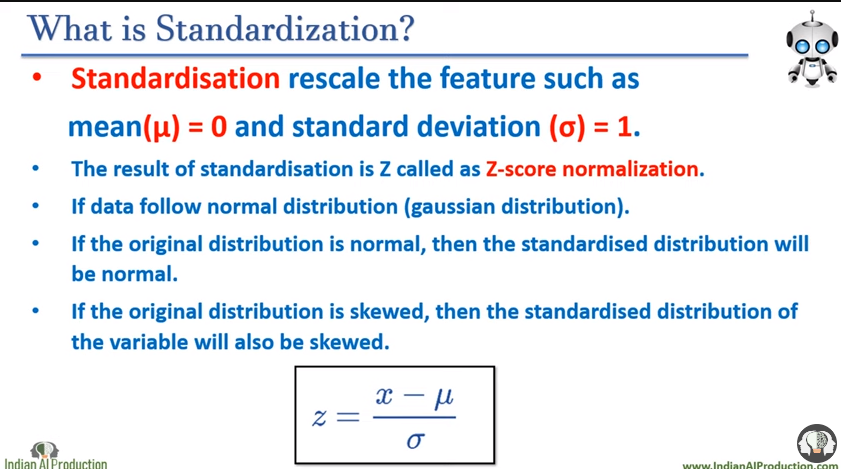 What is Standardization?
• Standardisation rescale the feature such as
mean(μ) = 0 and standard deviation (σ) = 1.
• The result of standardisation is Z called as Z-score normalization.
• If data follow normal distribution (gaussian distribution).
• If the original distribution is normal, then the standardised distribution will
be normal.
• If the original distribution is skewed, then the standardised distribution of
the variable will also be skewed.
z = (x − μ) / σ
Indian AI Production
www.IndianAIProduction.com